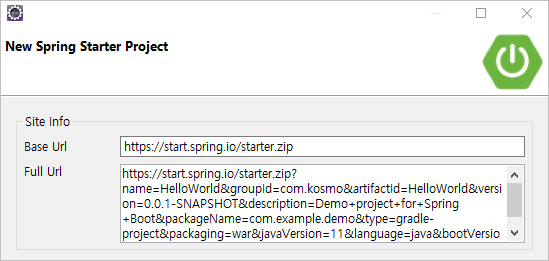 New Spring Starter Project
Site Info
Base Url https://start.spring.io/starter.zip
Full Url https://start.spring.io/starter.zip?
name=HelloWorld&groupId=com.kosmo&artifactId=HelloWorld&versi
on=0.0.1-SNAPSHOT&description=Demo+project+for+Spring
+Boot&packageName=com.example.demo&type=gradle-
project&packaging=war&javaVersion=11&language=java&bootVersio